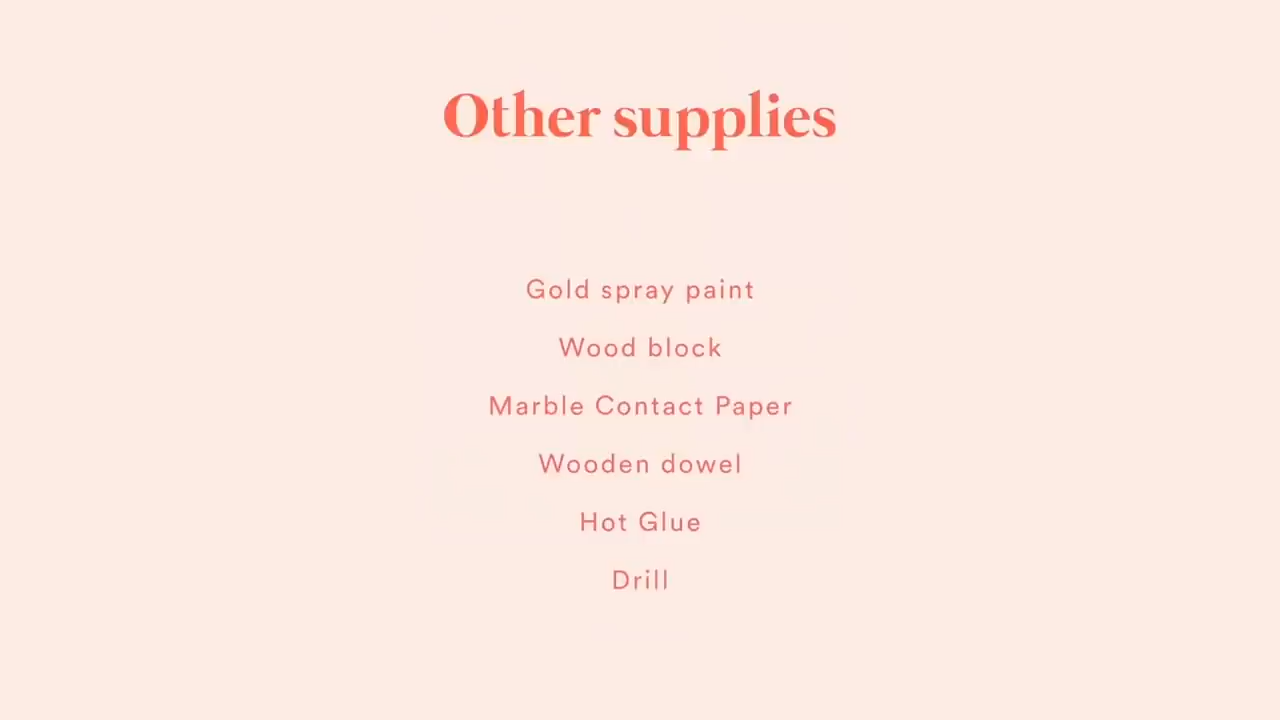 Other supplies
Gold spray paint
Wood block
Marble Contact Paper
Wooden dowel
Hot Glue
Drill